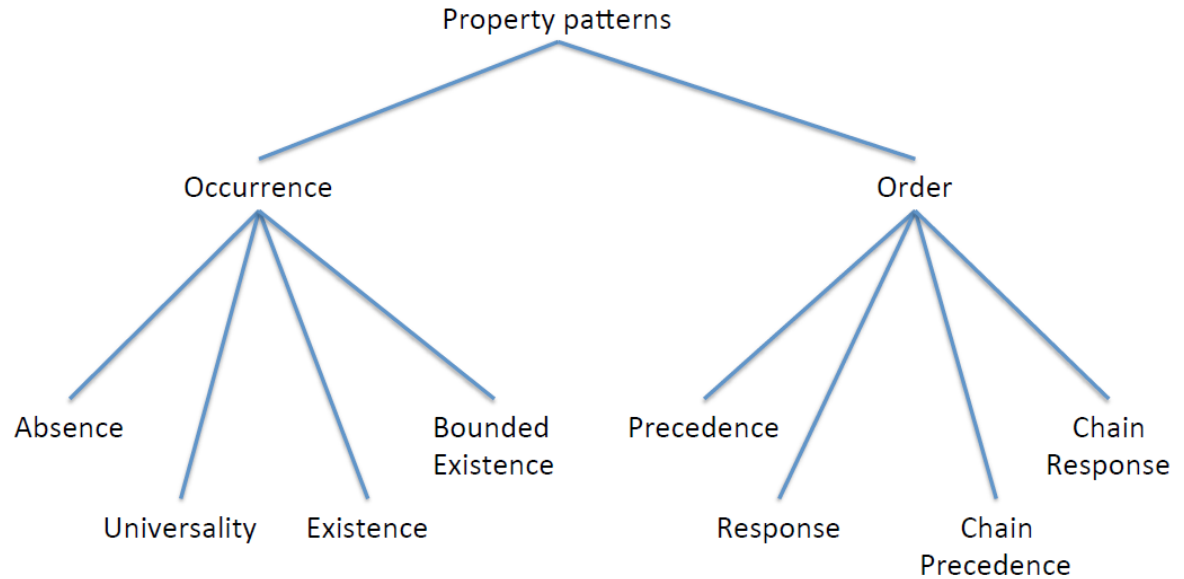 Property patterns
Occurrence
Order
Absence
Bounded
Existence
Precedence
Chain
Response
Universality
Existence
Response
Chain
Precedence